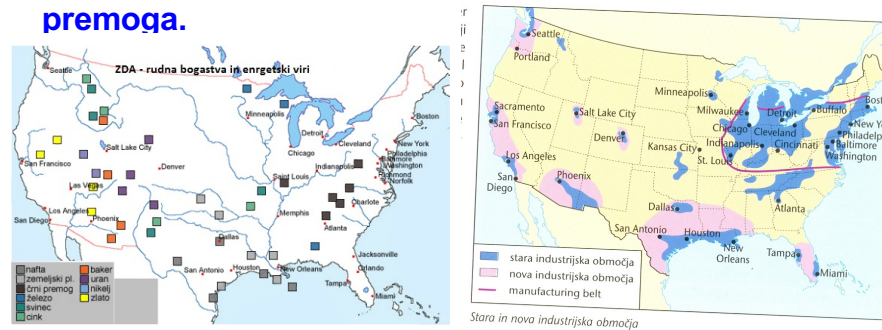 premoga.
ZDA - rudna bogastva in enrgetski viri
Seattle
Minneapolis
Boston
Detroit
Cleveland
New York
Chicago
Philadelphia
Baltimore
Washington
Salt Lake City
Indianapolis
Richmond
Norfolk
San Francisco
Denver
Saint Louis
Las Vegas
Charlotte
Memphis
Los Angeles
Phoenix
Atlanta
San Diego
Dallas
Jacksonville
San Antonio
Houston
New Orleans
Orlando
Tampa
Miami
nafta
zemeljski pl.
črni premog
železo
svinec
cink
baker
uran
nikelj
zlato
Seattle
Portland
Minneapolis
Milwaukee
Buffalo
Detroit
Sacramento
Salt Lake City
Chicago
Cleveland
San Francisco
Denver
Indianapolis
Cincinnati
Baltimore
Washington
Kansas City
St. Louis
Los Angeles
San
Diego
Phoenix
Atlanta
Dallas
San Antonio
Houston
New
Orleans
Tampa
Miami
stara industrijska območja
nova industrijska območja
manufacturing belt
Stara in nova industrijska območja